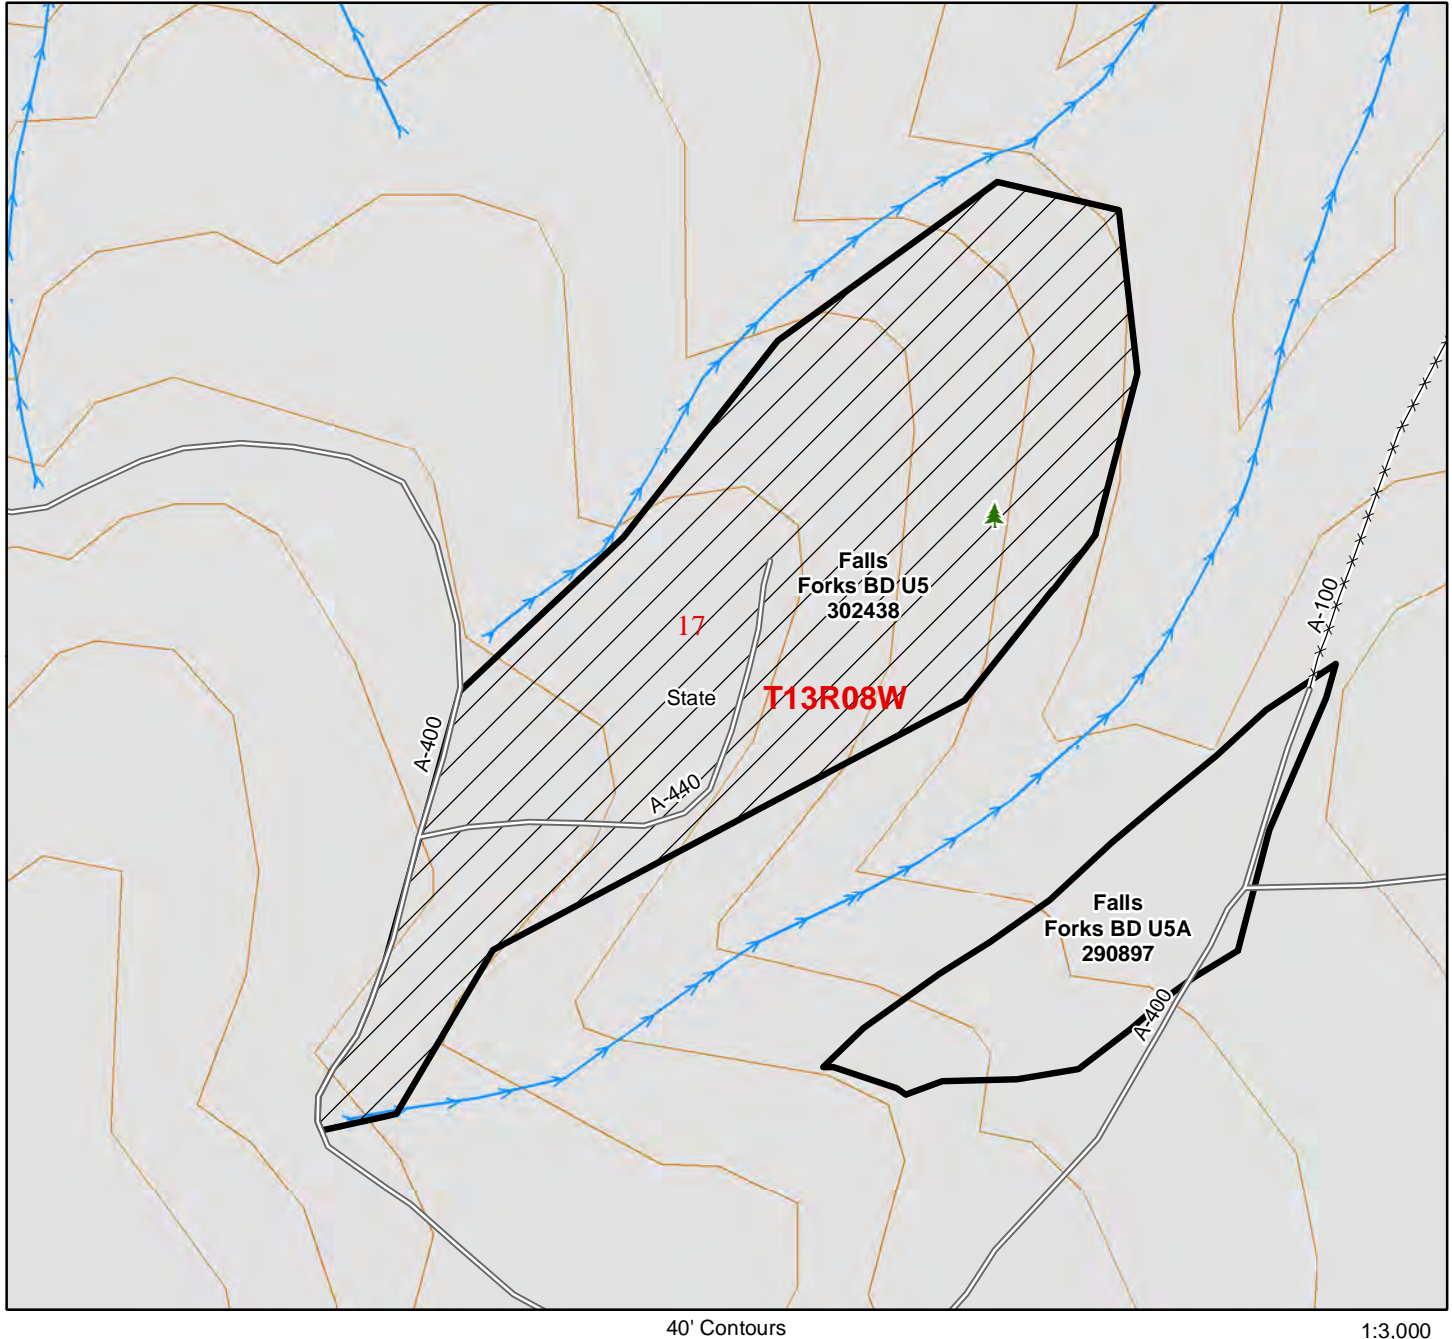 A-100
Falls
Forks BD U5
302438
17
State
T13R08W
A-400
A-440
Falls
Forks BD U5A
290897
A-400
40' Contours
1:3,000